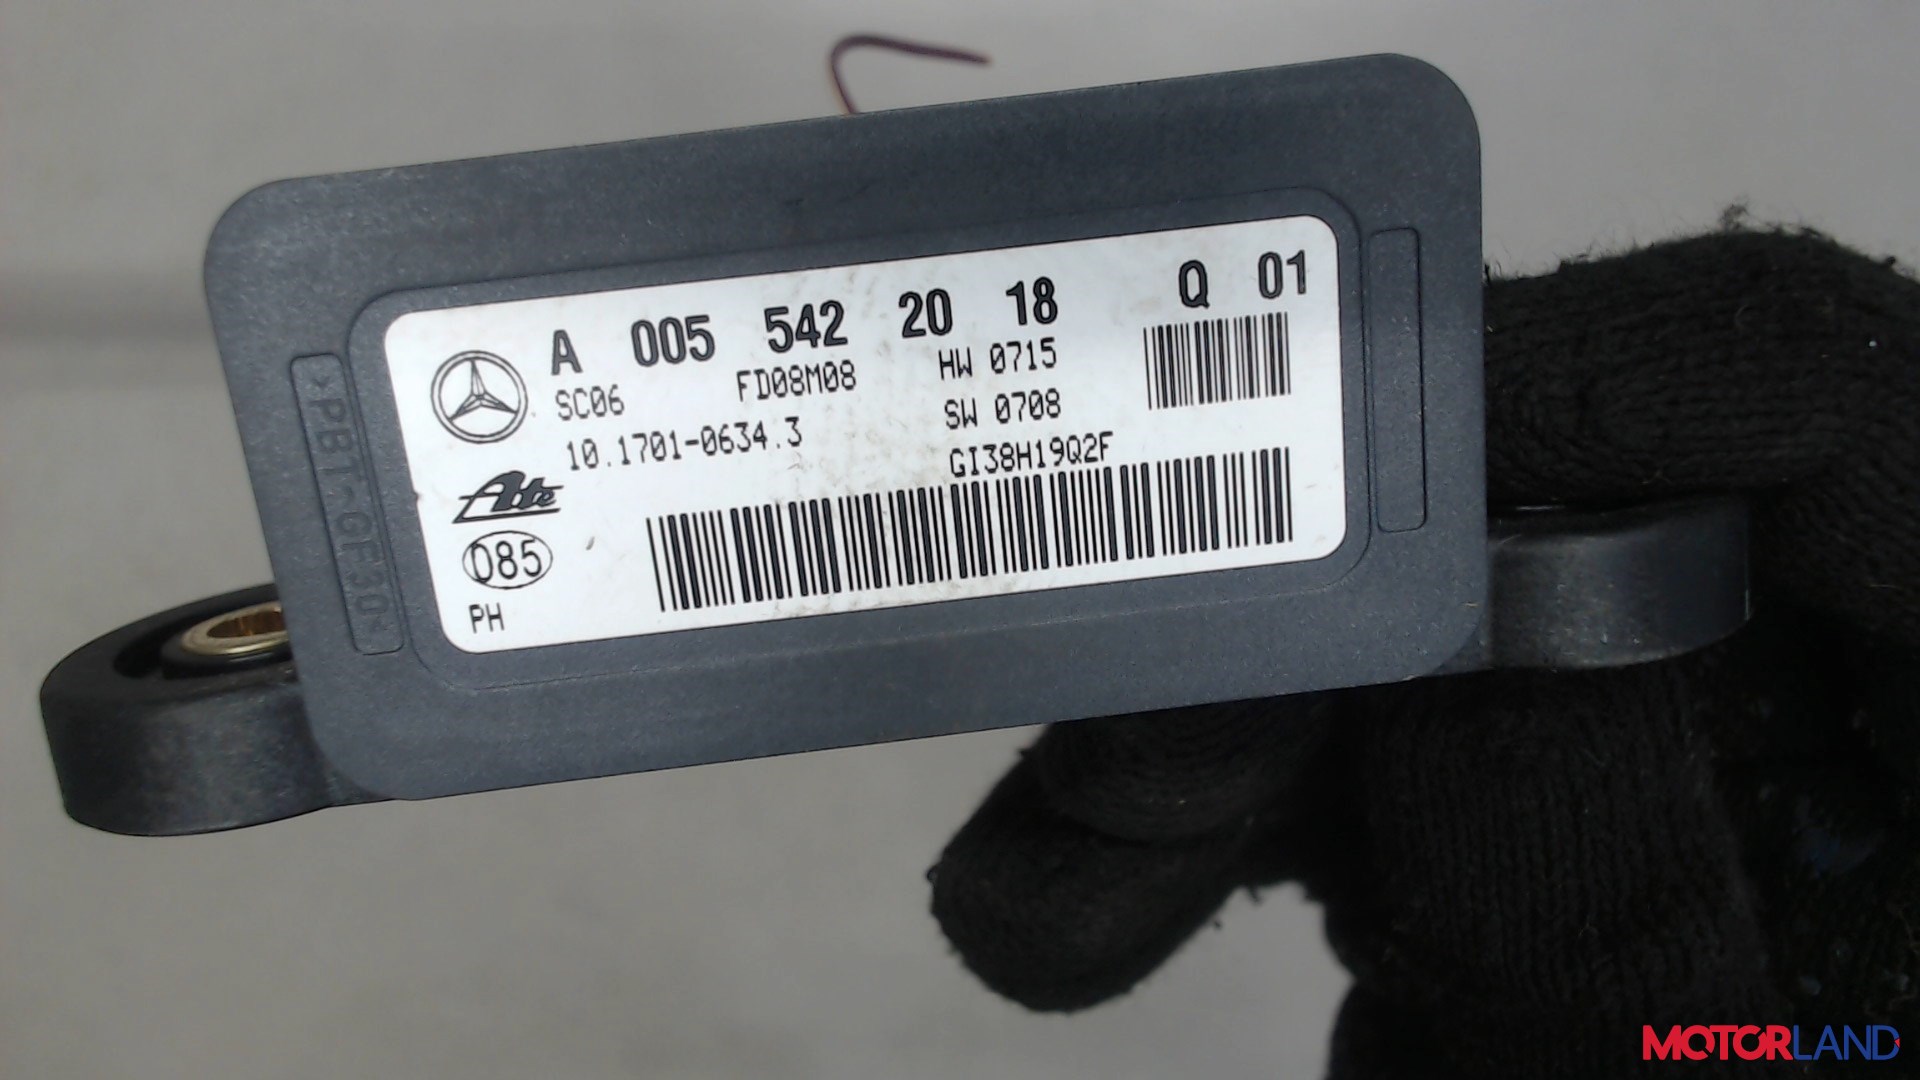 A 005 542 20 18 Q 01
SC06 FD08M08 HW 0715
10.1701-0634.3 SW 0708
GI38H19Q2F
Ate
085
PH
>PBT-GF30<
MOTORLAND